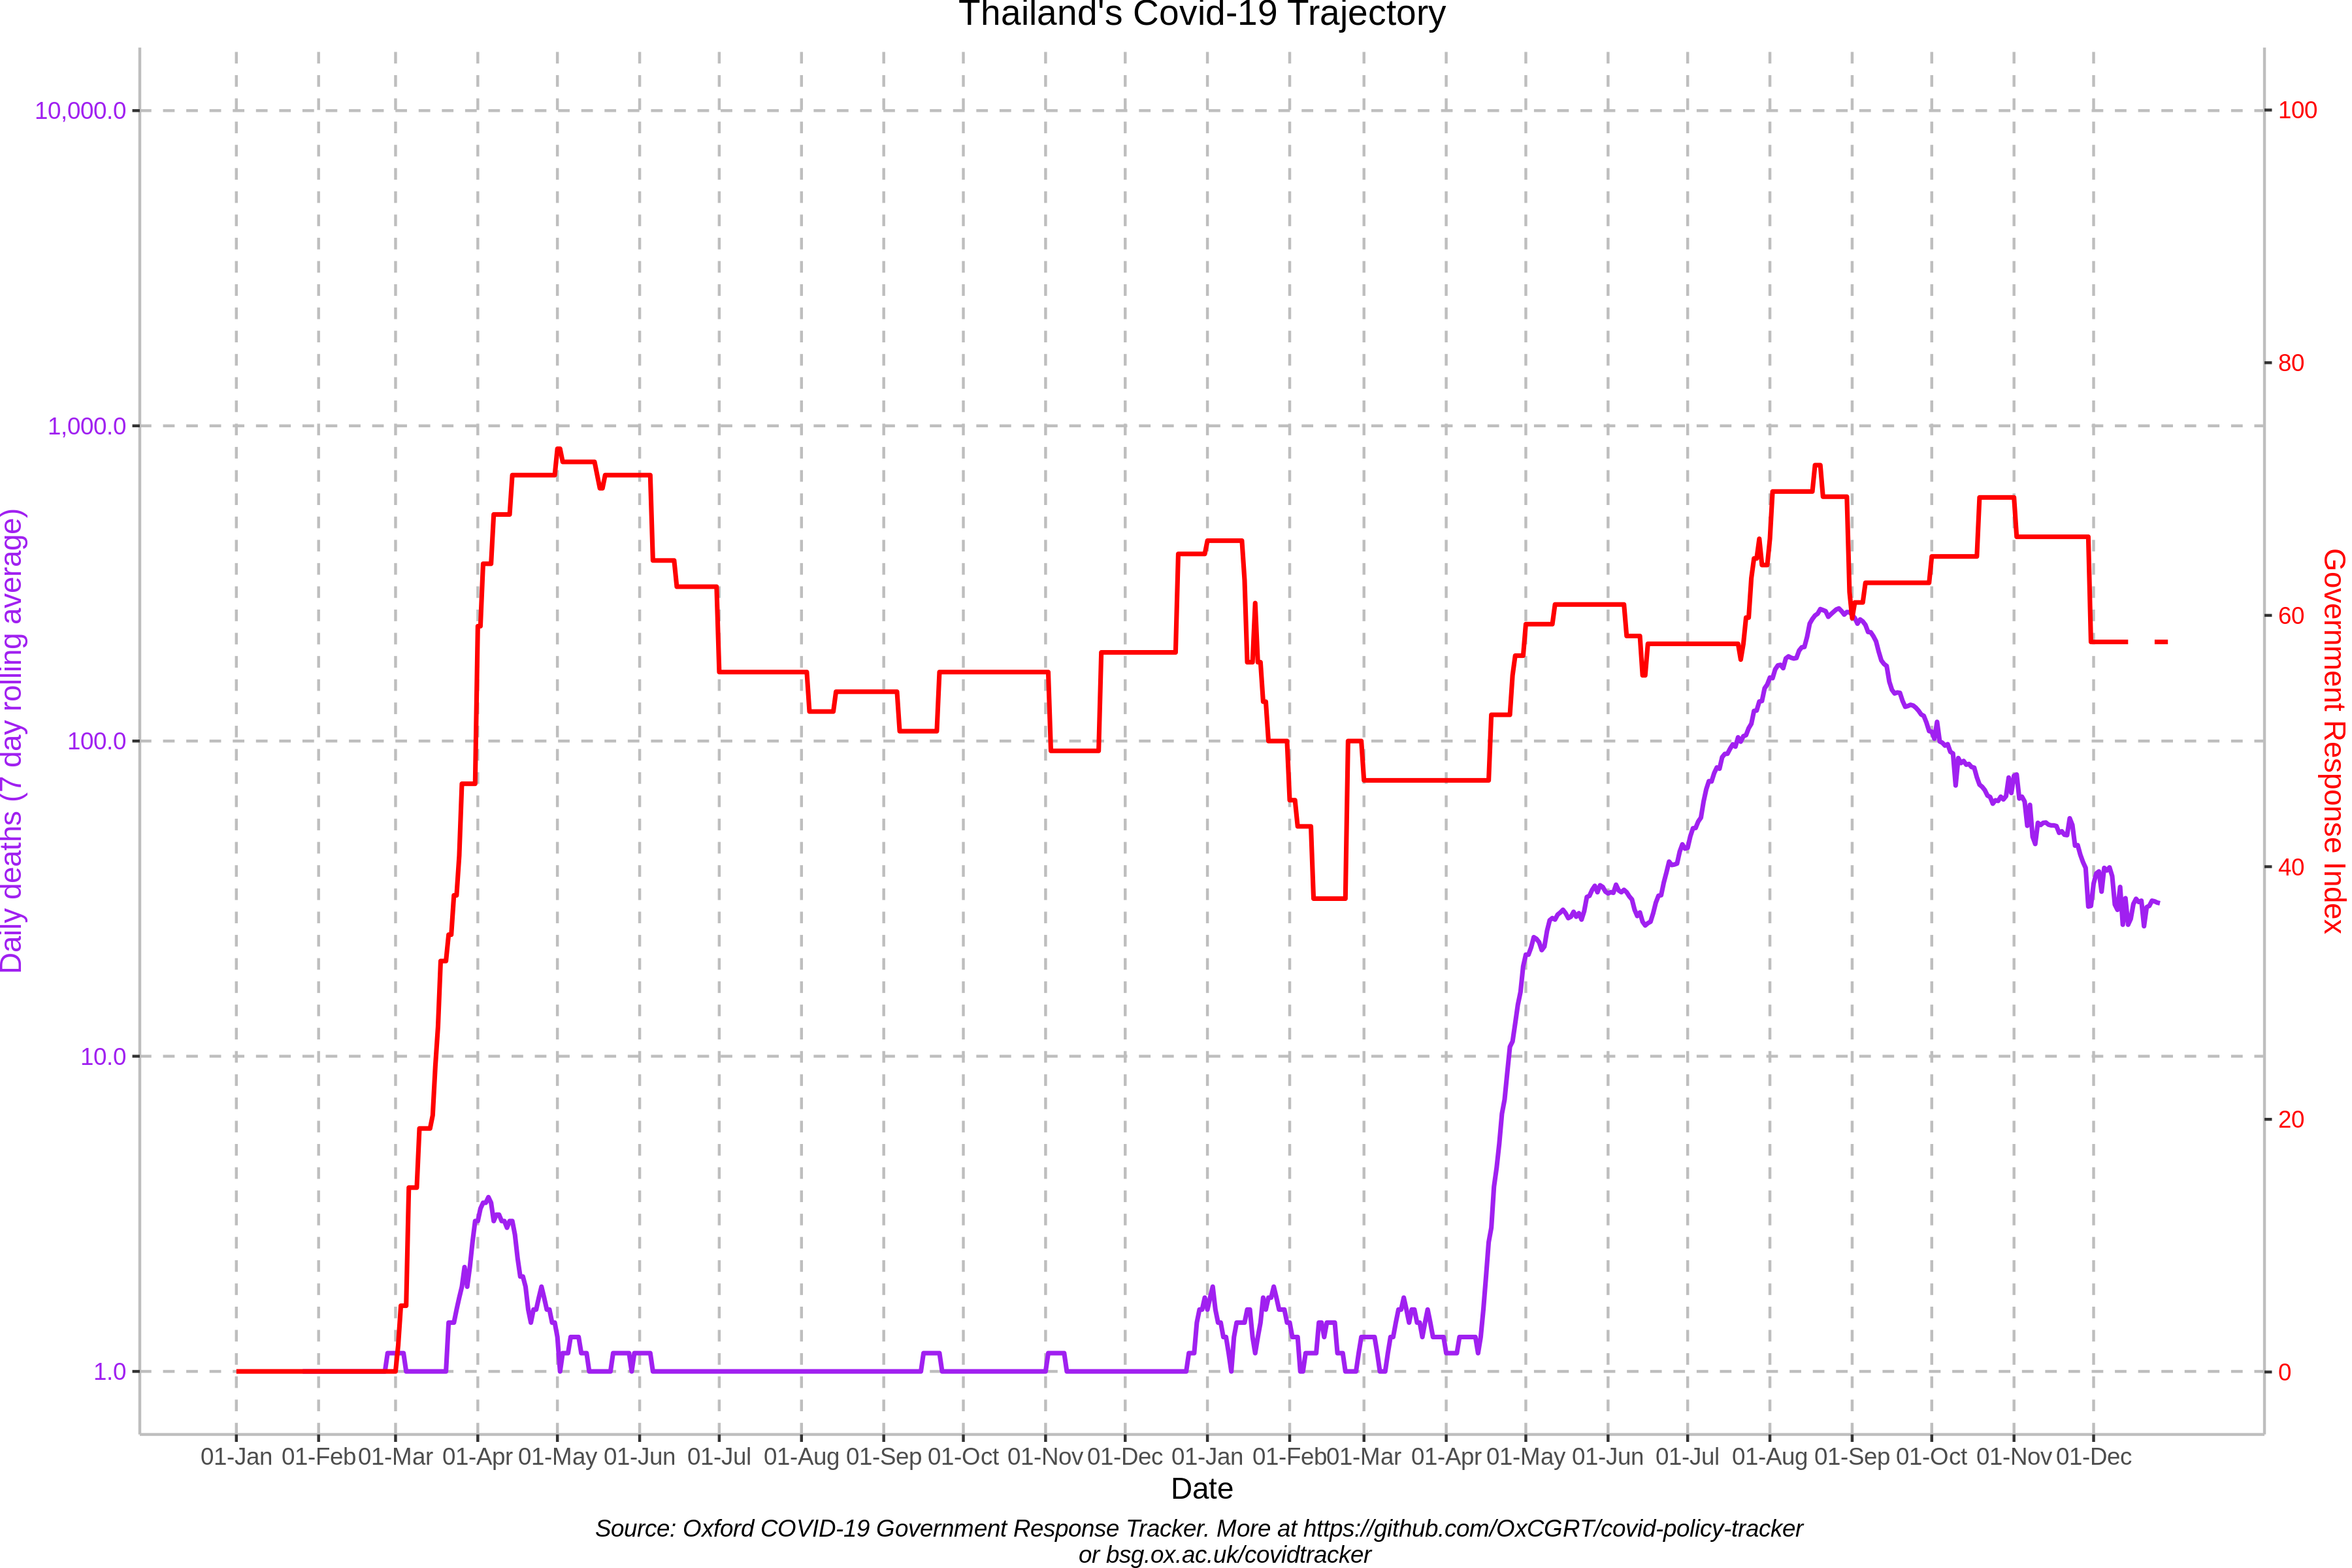 Thailand's Covid-19 Trajectory
10,000.0
1,000.0
100.0
10.0
1.0
Daily deaths (7 day rolling average)
100
80
60
40
20
0
Government Response Index
01-Jan 01-Feb 01-Mar 01-Apr 01-May 01-Jun 01-Jul 01-Aug 01-Sep 01-Oct 01-Nov 01-Dec 01-Jan 01-Feb 01-Mar 01-Apr 01-May 01-Jun 01-Jul 01-Aug 01-Sep 01-Oct 01-Nov 01-Dec
Date
Source: Oxford COVID-19 Government Response Tracker. More at https://github.com/OxCGRT/covid-policy-tracker
or bsg.ox.ac.uk/covidtracker